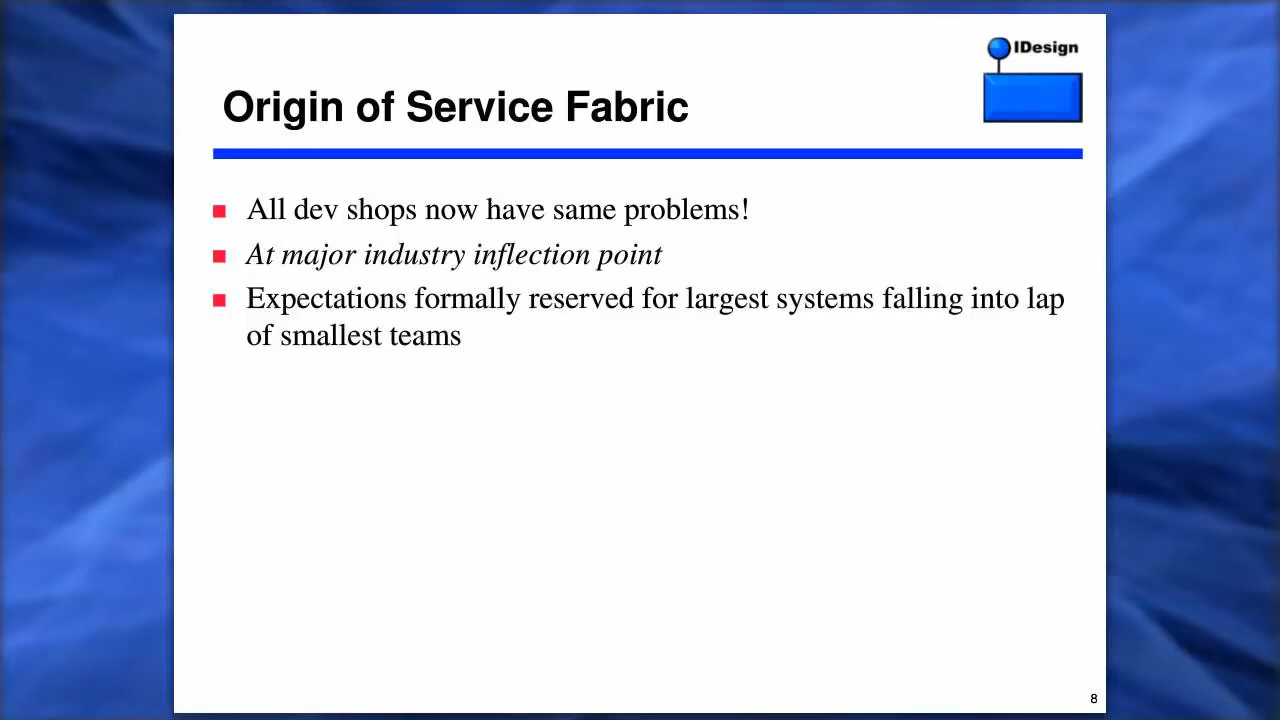 IDesign
Origin of Service Fabric
All dev shops now have same problems!
At major industry inflection point
Expectations formally reserved for largest systems falling into lap
of smallest teams
8